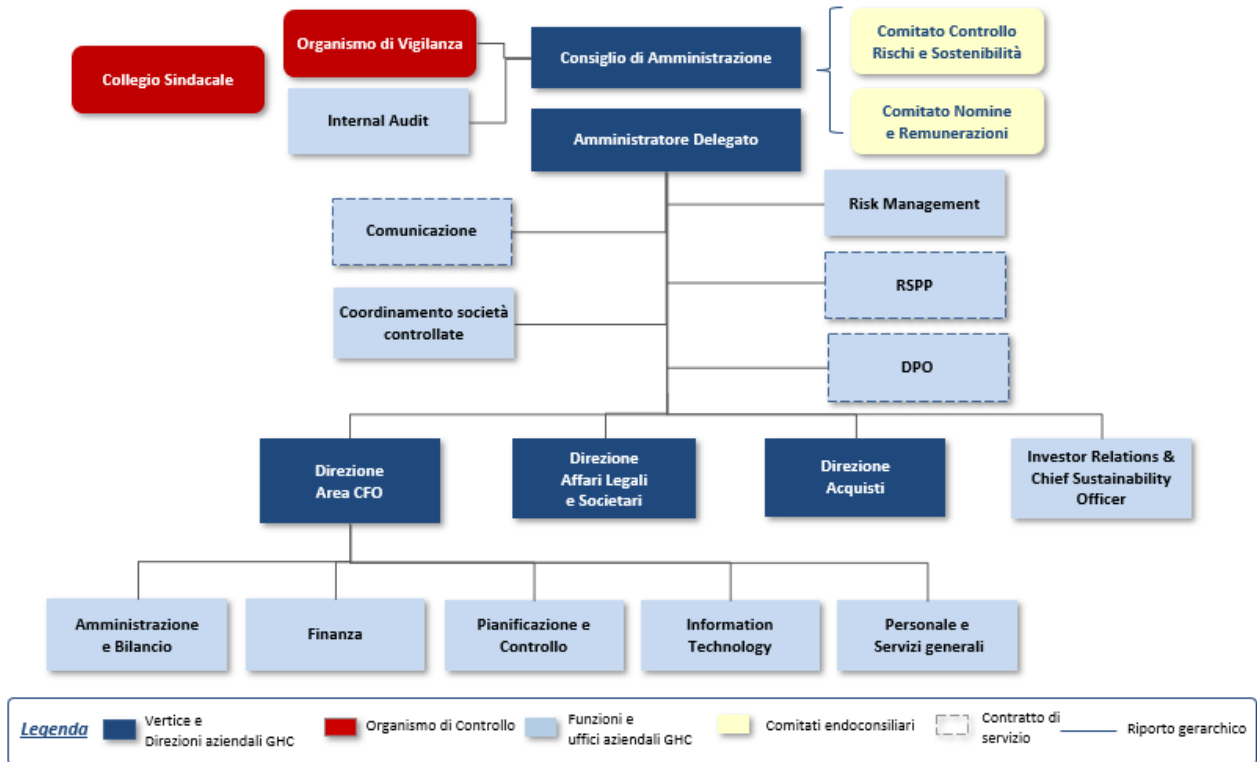 Collegio Sindacale
Organismo di Vigilanza
Internal Audit
Consiglio di Amministrazione
Amministratore Delegato
Comitato Controllo
Rischi e Sostenibilità
Comitato Nomine
e Remunerazioni
Comunicazione
Risk Management
RSPP
Coordinamento società
controllate
DPO
Direzione
Area CFO
Direzione
Affari Legali
e Societari
Direzione
Acquisti
Investor Relations &
Chief Sustainability
Officer
Amministrazione
e Bilancio
Finanza
Pianificazione e
Controllo
Information
Technology
Personale e
Servizi generali
Legenda
Vertice e
Direzioni aziendali GHC
Organismo di Controllo
Funzioni e
uffici aziendali GHC
Comitati endoconsiliari
Contratto di
servizio
Riporto gerarchico